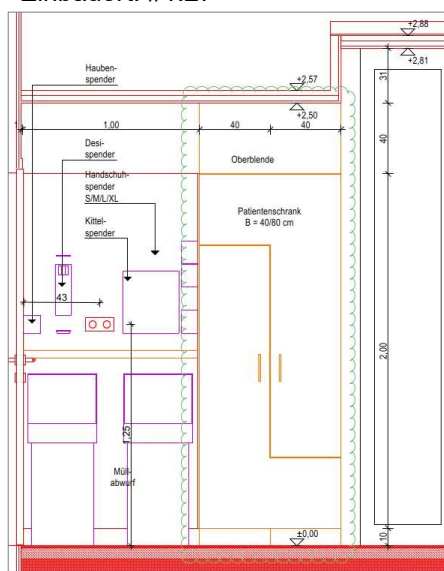 +2,88
+2,81
31
+2,57
+2,50
Hauben-
spender
1,00
40
40
Desi-
spender
Oberblende
40
Handschuh-
spender
S/M/L/XL
Kittel-
spender
Patientenschrank
B = 40/80 cm
43
2,00
1,25
Müll-
abwurf
±0,00
10